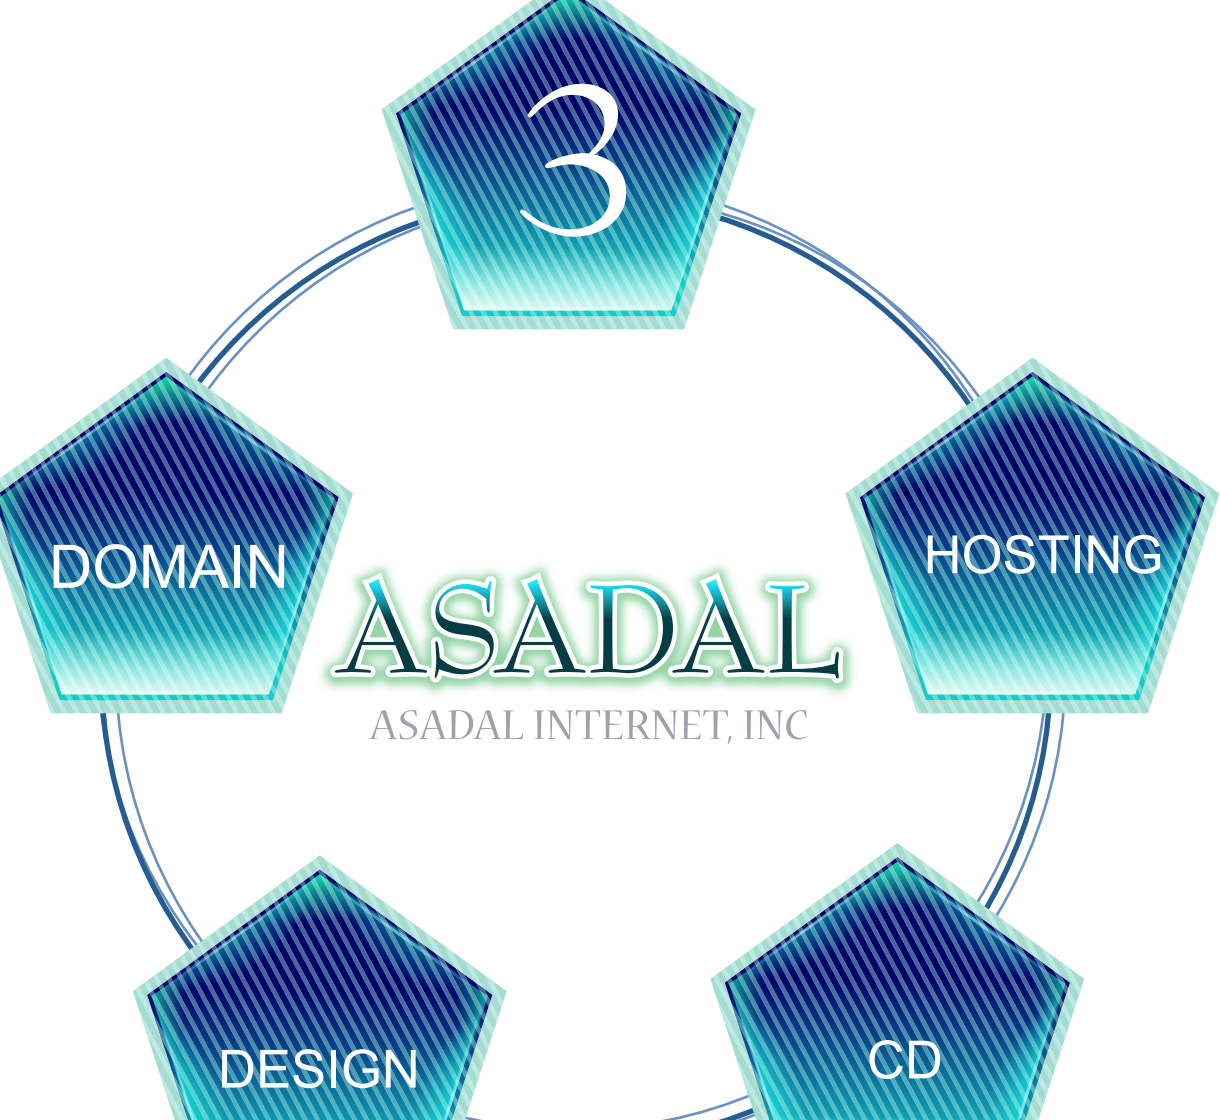 3
DOMAIN
HOSTING
ASADAL
ASADAL INTERNET, INC
DESIGN
CD